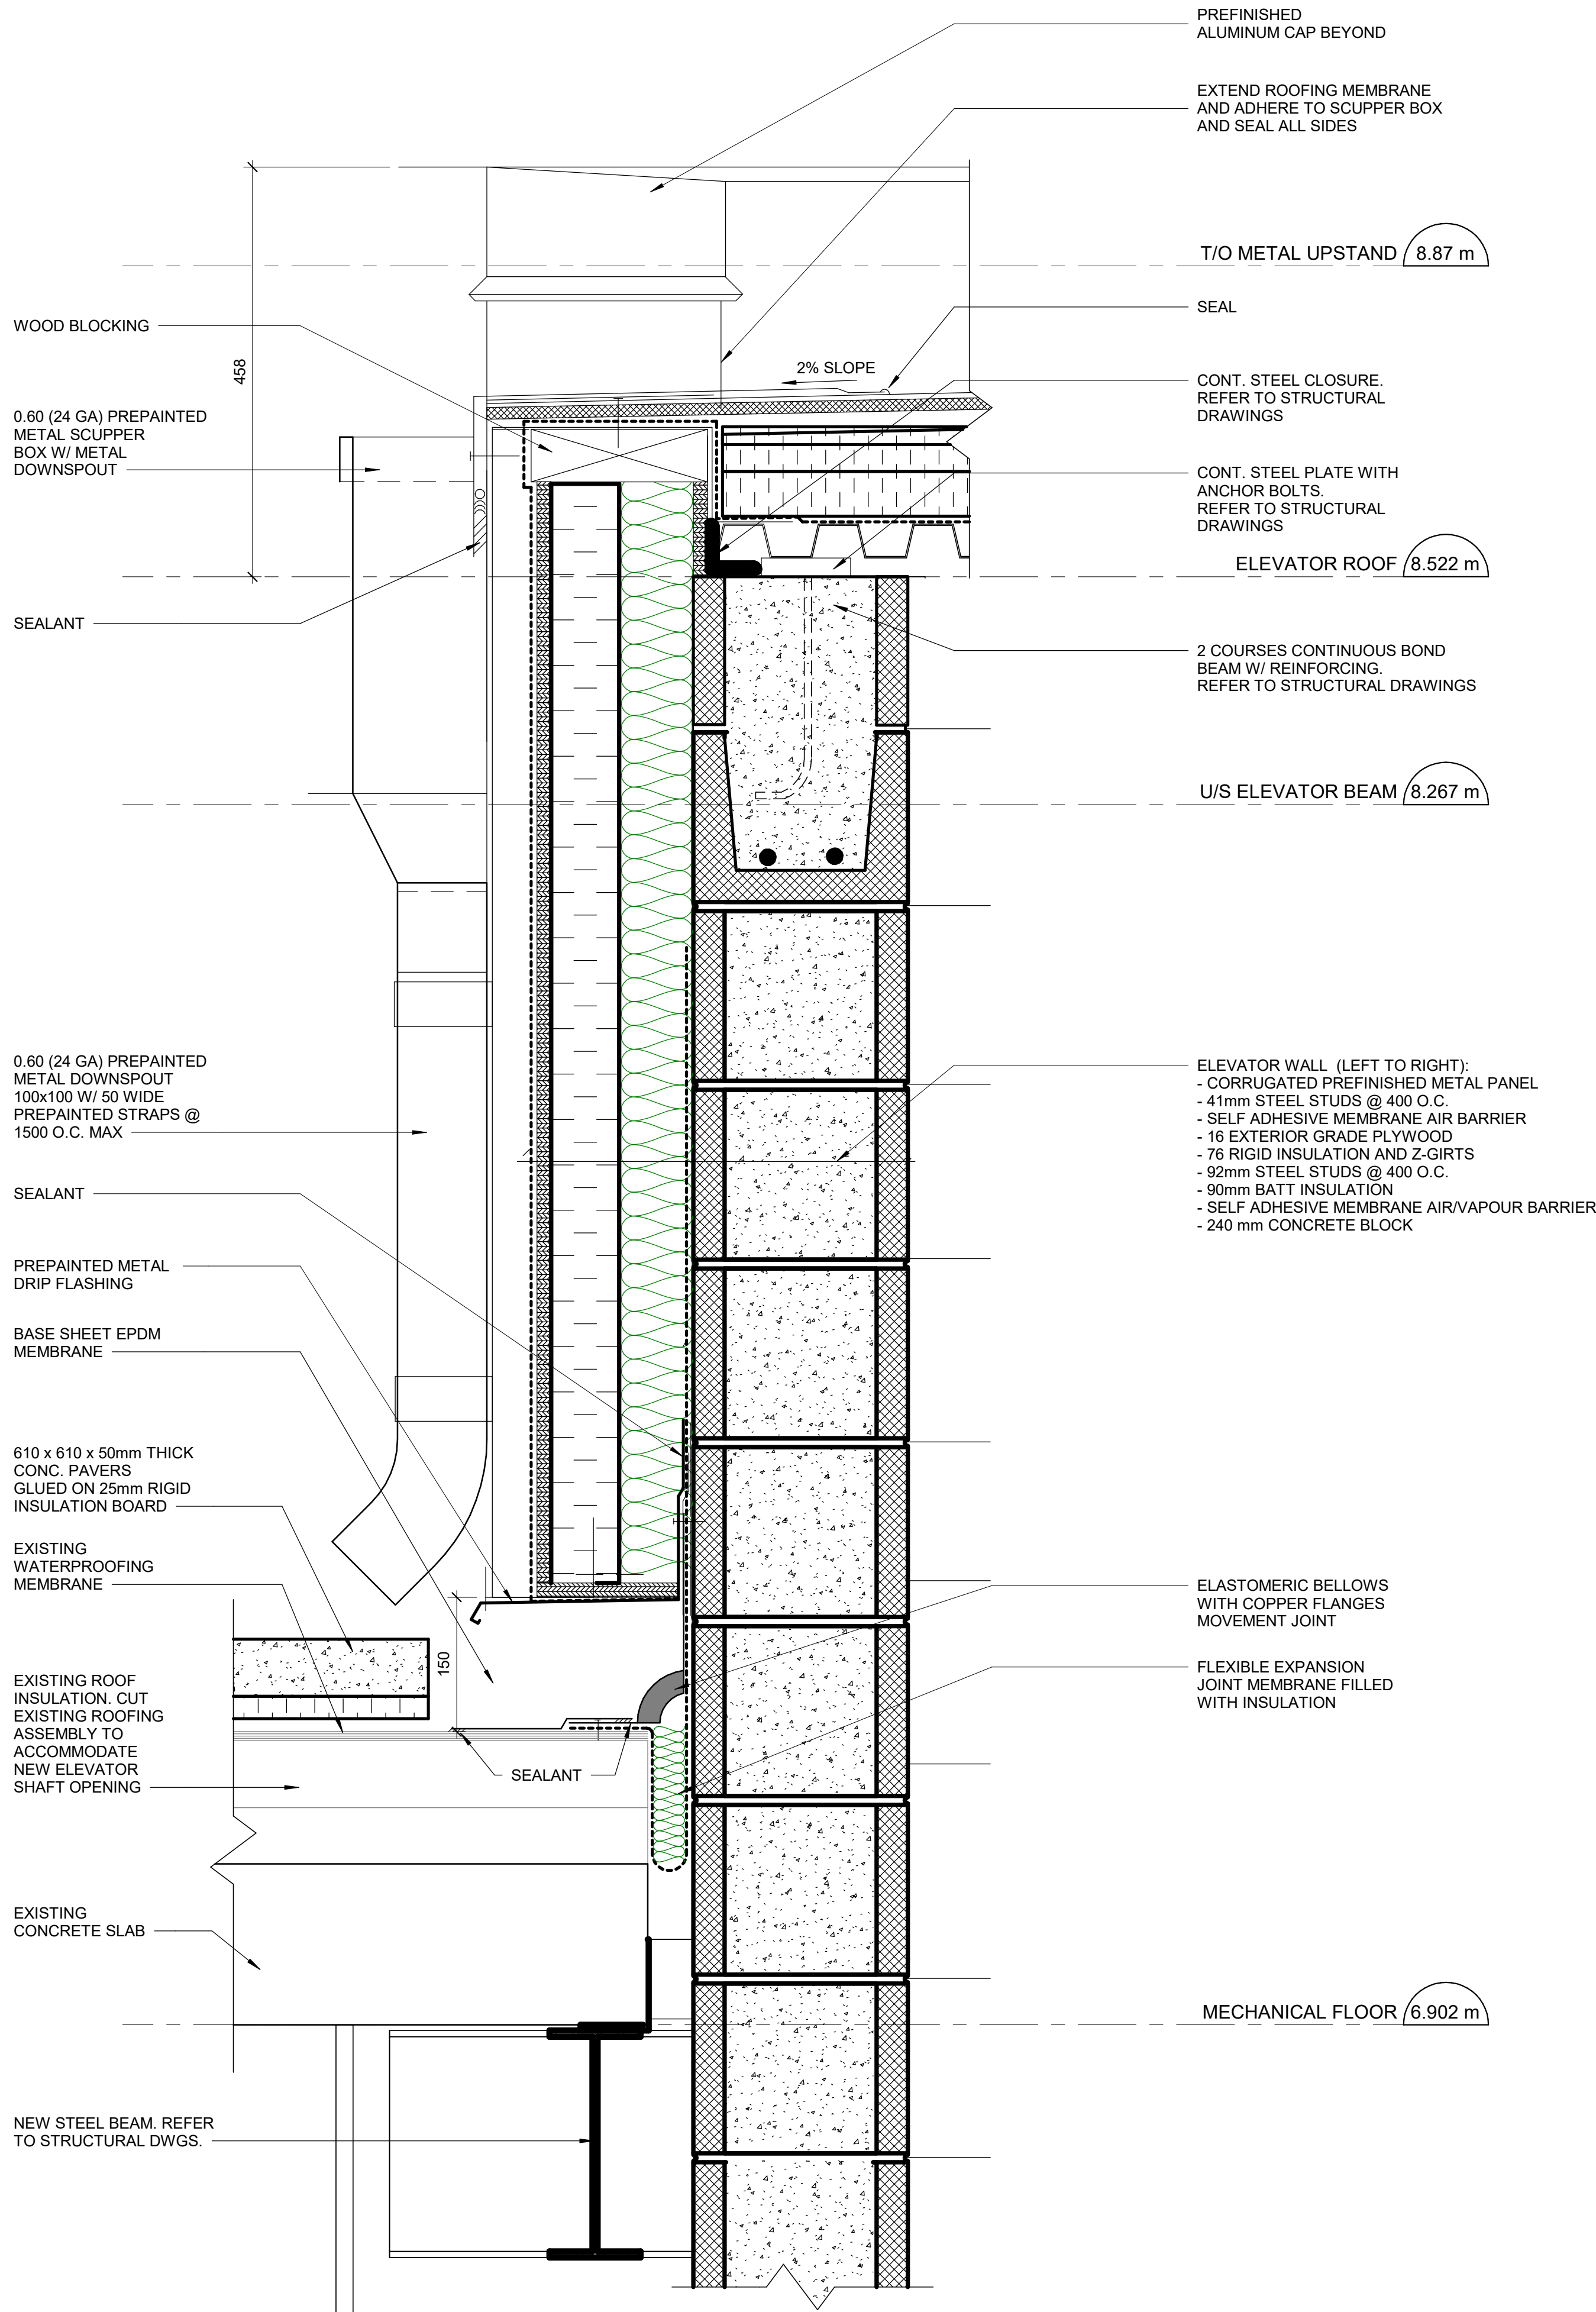 PREFINISHED
ALUMINUM CAP BEYOND
EXTEND ROOFING MEMBRANE
AND ADHERE TO SCUPPER BOX
AND SEAL ALL SIDES
T/O METAL UPSTAND 8.87 m
SEAL
WOOD BLOCKING
458
2% SLOPE
CONT. STEEL CLOSURE.
REFER TO STRUCTURAL
DRAWINGS
0.60 (24 GA) PREPAINTED
METAL SCUPPER
BOX W/ METAL
DOWNSPOUT
CONT. STEEL PLATE WITH
ANCHOR BOLTS.
REFER TO STRUCTURAL
DRAWINGS
ELEVATOR ROOF 8.522 m
SEALANT
2 COURSES CONTINUOUS BOND
BEAM W/ REINFORCING.
REFER TO STRUCTURAL DRAWINGS
U/S ELEVATOR BEAM 8.267 m
0.60 (24 GA) PREPAINTED
METAL DOWNSPOUT
100x100 W/ 50 WIDE
PREPAINTED STRAPS @
1500 O.C. MAX
ELEVATOR WALL (LEFT TO RIGHT):
- CORRUGATED PREFINISHED METAL PANEL
- 41mm STEEL STUDS @ 400 O.C.
- SELF ADHESIVE MEMBRANE AIR BARRIER
- 16 EXTERIOR GRADE PLYWOOD
- 76 RIGID INSULATION AND Z-GIRTS
- 92mm STEEL STUDS @ 400 O.C.
- 90mm BATT INSULATION
- SELF ADHESIVE MEMBRANE AIR/VAPOUR BARRIER
- 240 mm CONCRETE BLOCK
SEALANT
PREPAINTED METAL
DRIP FLASHING
BASE SHEET EPDM
MEMBRANE
610 x 610 x 50mm THICK
CONC. PAVERS
GLUED ON 25mm RIGID
INSULATION BOARD
EXISTING
WATERPROOFING
MEMBRANE
ELASTOMERIC BELLOWS
WITH COPPER FLANGES
MOVEMENT JOINT
150
FLEXIBLE EXPANSION
JOINT MEMBRANE FILLED
WITH INSULATION
EXISTING ROOF
INSULATION. CUT
EXISTING ROOFING
ASSEMBLY TO
ACCOMMODATE
NEW ELEVATOR
SHAFT OPENING
SEALANT
EXISTING
CONCRETE SLAB
MECHANICAL FLOOR 6.902 m
NEW STEEL BEAM. REFER
TO STRUCTURAL DWGS.